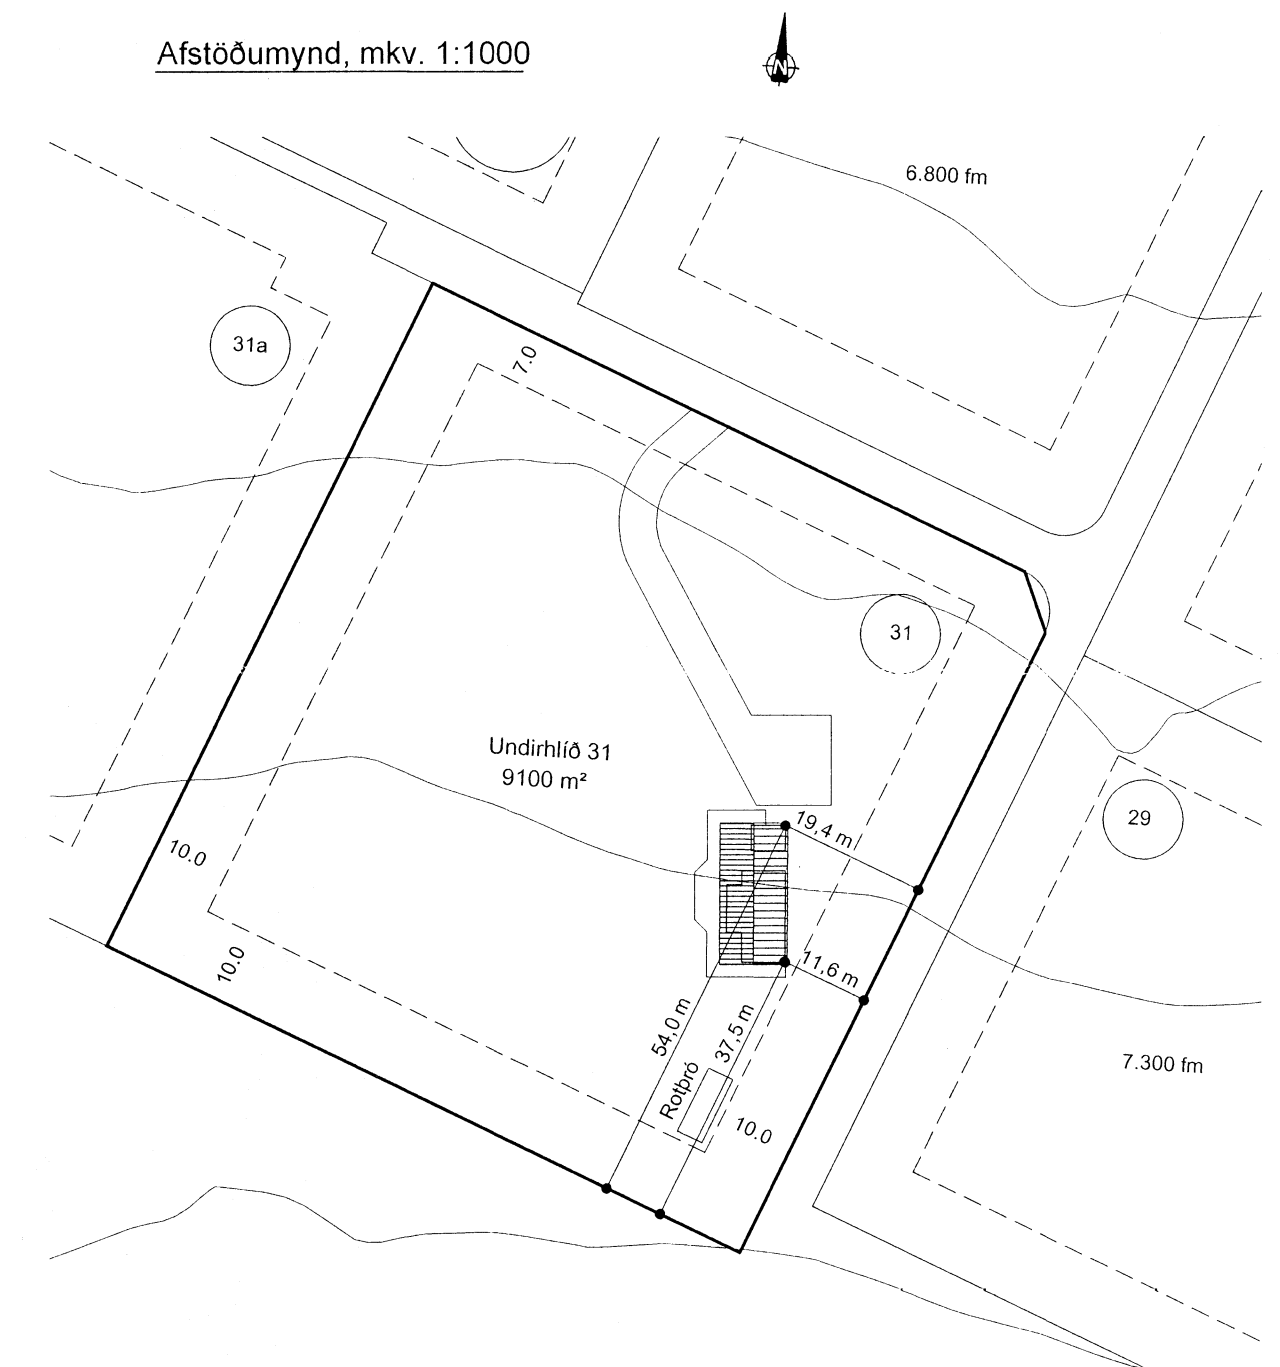 Afstöðumynd, mkv. 1:1000
N
6.800 fm
31a
7.0
31
Undirhlíð 31
9100 m²
29
19,4 m
10.0
10.0
11,6 m
54,0 m
37,5 m
Rotþró
7.300 fm
10.0